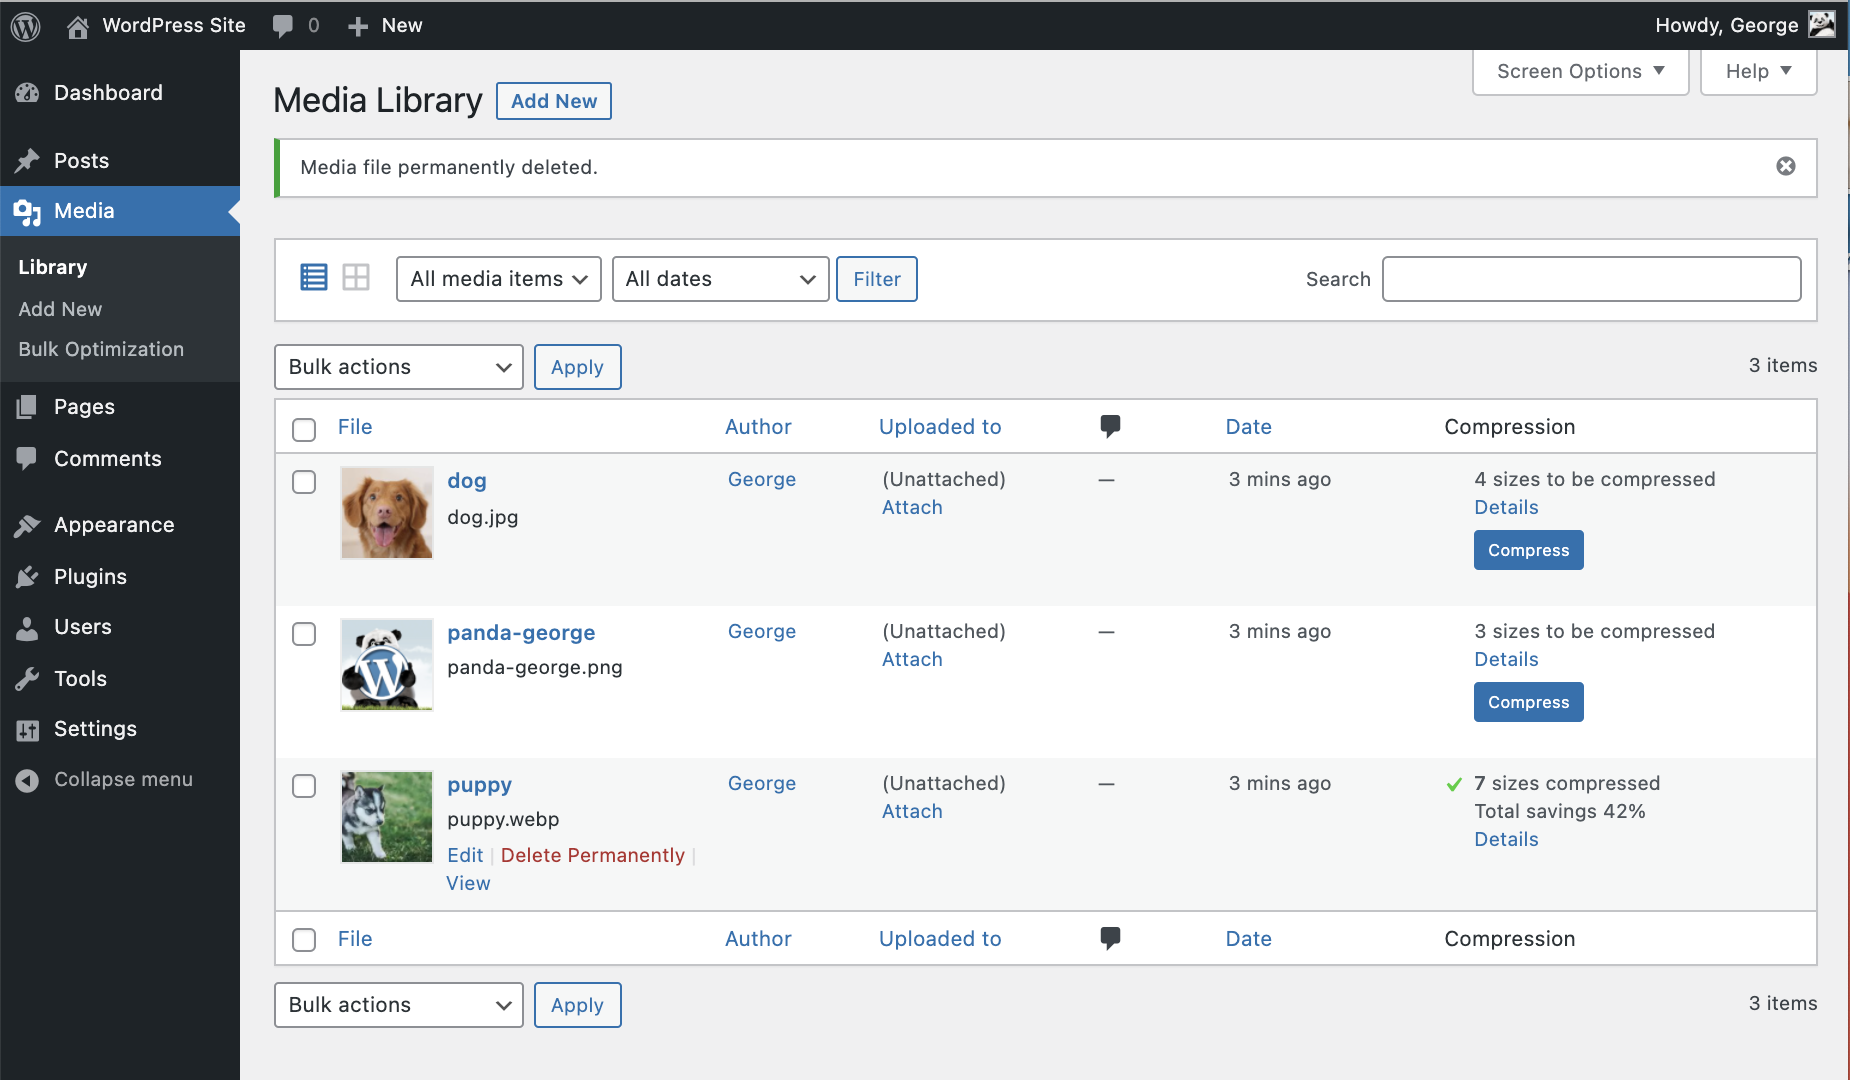 WordPress Site 0 New Howdy, George
Dashboard
Posts
Media
Library
Add New
Bulk Optimization
Pages
Comments
Appearance
Plugins
Users
Tools
Settings
Collapse menu
Screen Options Help
Media Library Add New
Media file permanently deleted.
All media items All dates Filter Search
Bulk actions Apply 3 items
File Author Uploaded to Date Compression
dog George (Unattached) — 3 mins ago 4 sizes to be compressed
dog.jpg Attach Details
Compress
panda-george George (Unattached) — 3 mins ago 3 sizes to be compressed
panda-george.png Attach Details
Compress
puppy George (Unattached) — 3 mins ago 7 sizes compressed
puppy.webp Attach Total savings 42%
Edit | Delete Permanently | Details
View
File Author Uploaded to Date Compression
Bulk actions Apply 3 items